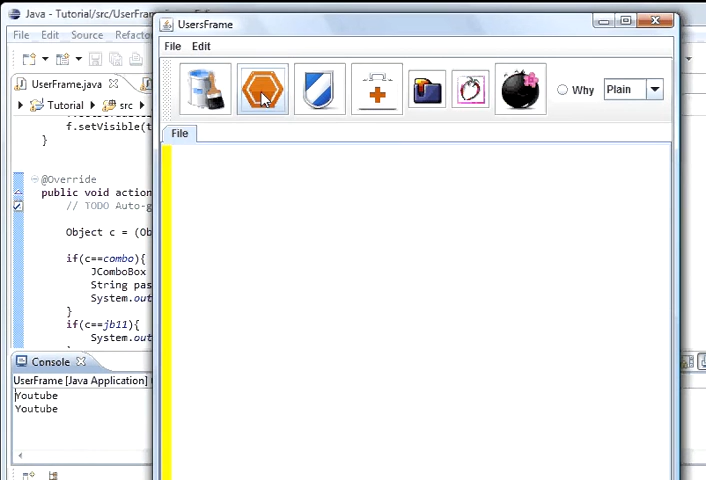 Java - Tutorial/src/UserFra
UsersFrame
File Edit Source Refacto
File Edit
UserFrame.java
Why
Plain
Tutorial src
File
f.setVisible(t
}
@Override
public void action
// TODO Auto-g
Object c = (Ob
if(c==combo){
JComboBox
String pas
System.out
}
if(c==jb11){
System.out
Console
UserFrame [Java Application]
Youtube
Youtube